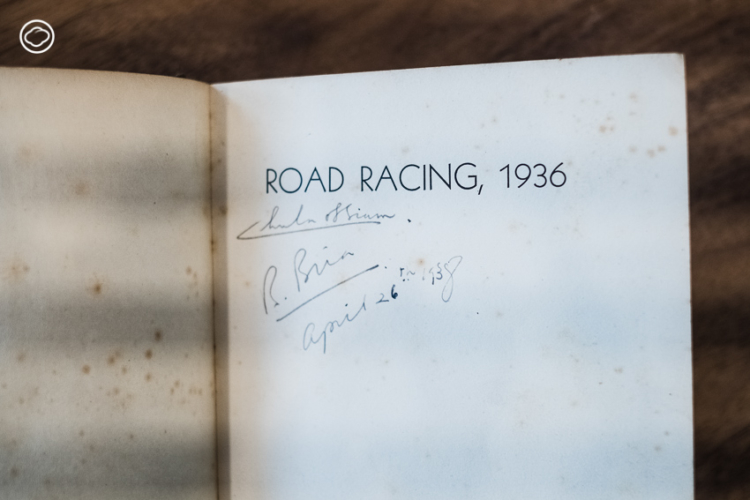 ROAD RACING, 1936
Chula of Siam.
B. Bira.
April 26th 1938